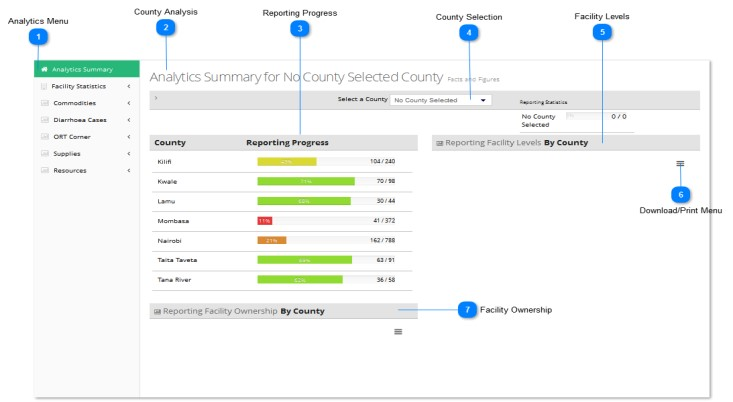 Analytics Menu
County Analysis
Reporting Progress
County Selection
Facility Levels
1
2
3
4
5
Analytics Summary
Facility Statistics
Commodities
Diarrhoea Cases
ORT Corner
Supplies
Resources
Analytics Summary for No County Selected County Facts and Figures
Select a County No County Selected
Reporting Statistics
No County Selected 0 / 0
County Reporting Progress
Kilifi 43% 104 / 240
Kwale 71% 70 / 98
Lamu 68% 30 / 44
Mombasa 11% 41 / 372
Nairobi 21% 162 / 788
Taita Taveta 69% 63 / 91
Tana River 62% 36 / 58
Reporting Facility Levels By County
6
Download/Print Menu
Reporting Facility Ownership By County
7 Facility Ownership